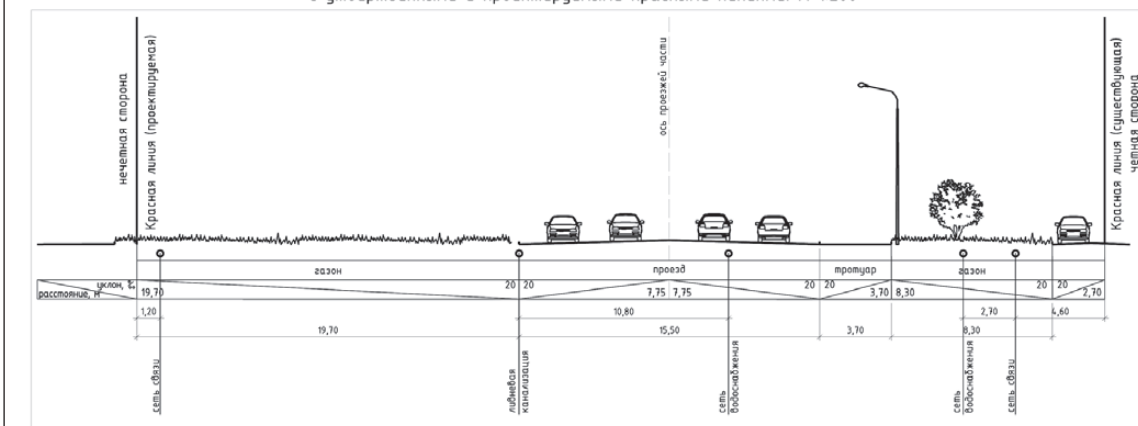 нечетная сторона
Красная линия (проектируемая)
ось проезжей части
Красная линия (существующая)
четная сторона
газон
проезд
тротуар
газон
уклон, ‰
20
20
20
20
20
20
расстояние, м
19,70
7,75
7,75
3,70
8,30
2,70
1,20
10,80
2,70
4,60
19,70
15,50
3,70
8,30
сеть связи
ливневая
канализация
сеть
водоснабжения
сеть
водоснабжения
сеть связи